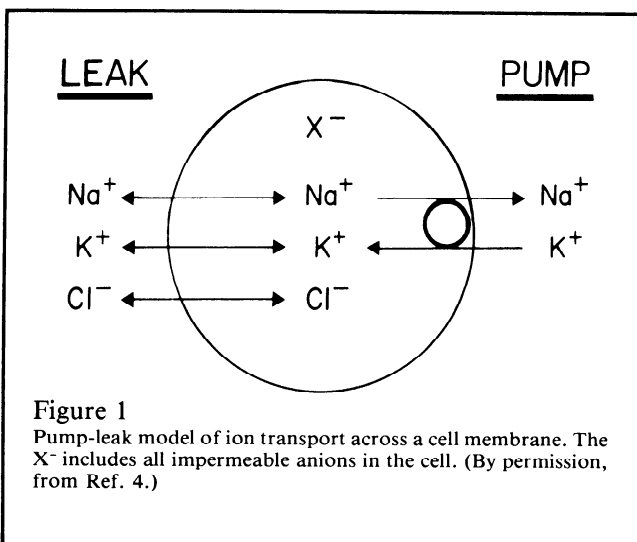 LEAK PUMP
X⁻
Na⁺ Na⁺ Na⁺
K⁺ K⁺ K⁺
Cl⁻ Cl⁻
Figure 1
Pump-leak model of ion transport across a cell membrane. The
X⁻ includes all impermeable anions in the cell. (By permission,
from Ref. 4.)